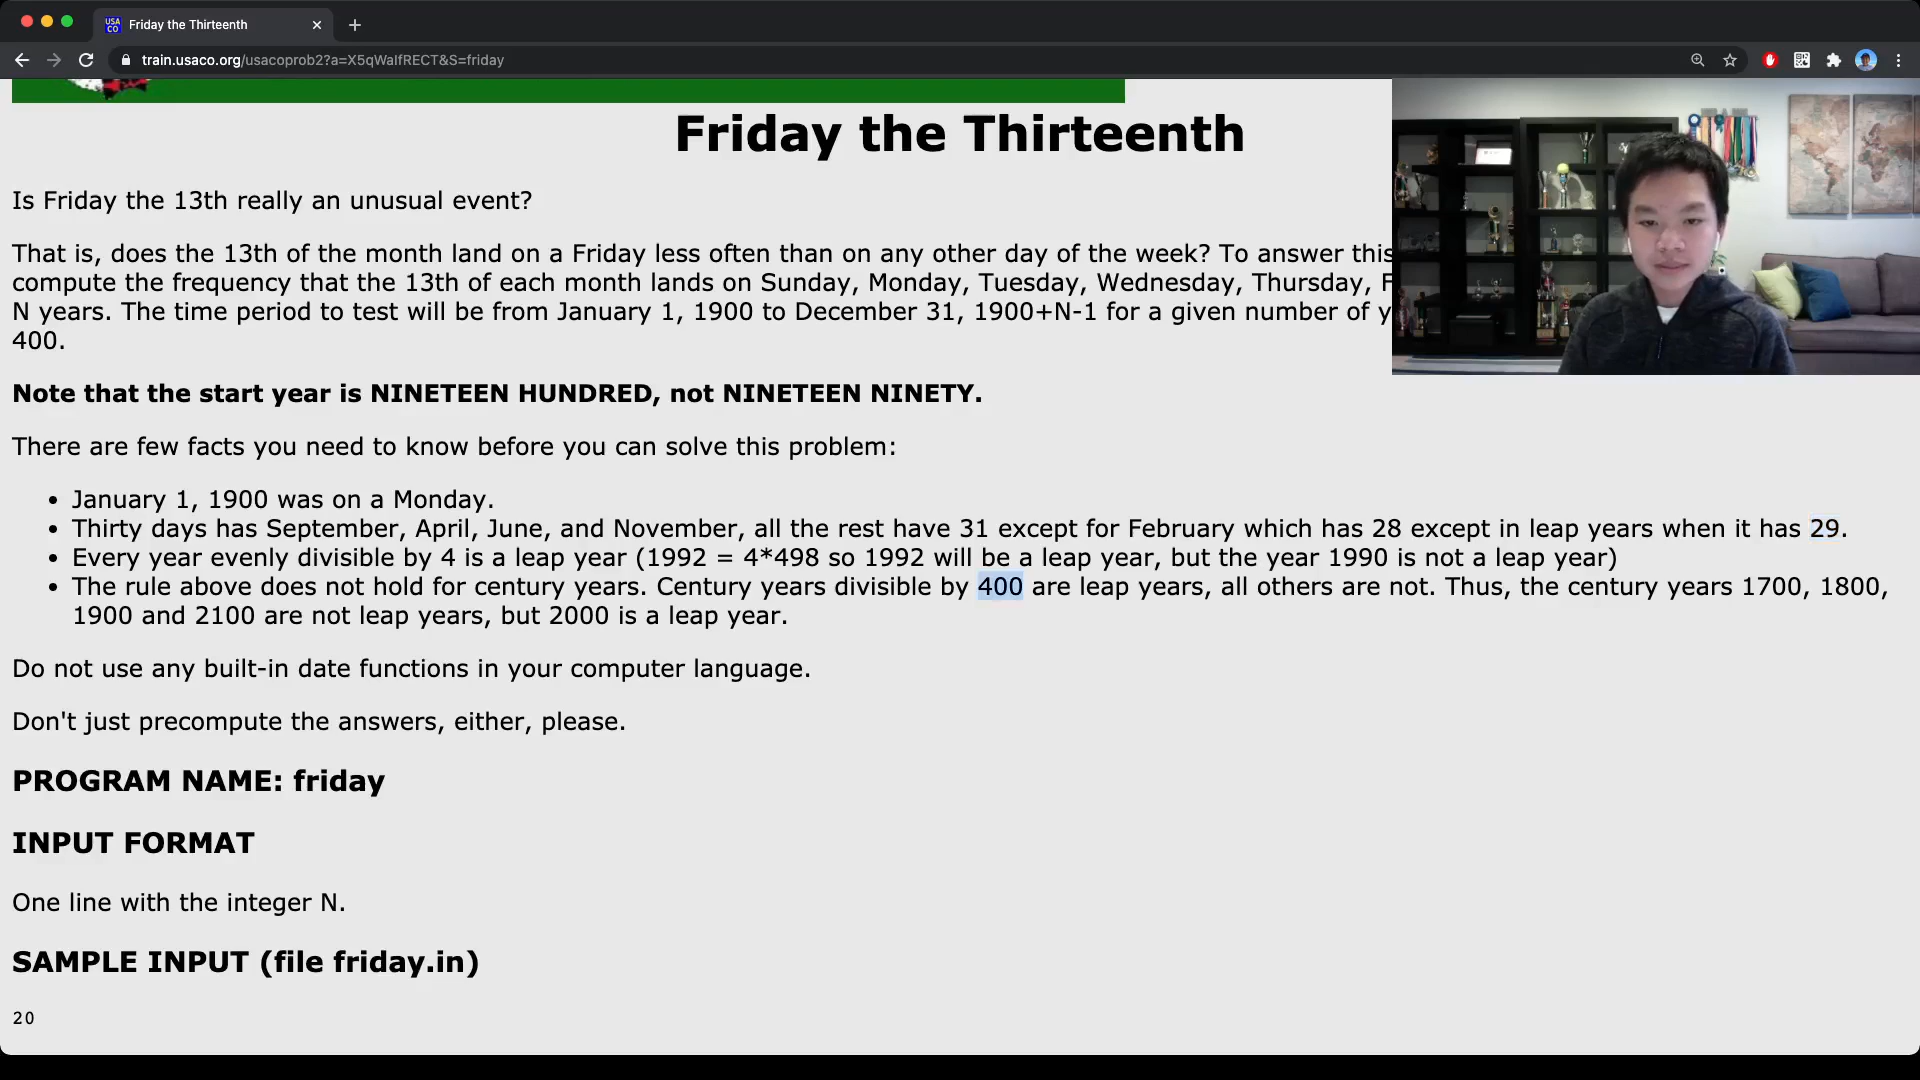 USA
CO
Friday the Thirteenth
train.usaco.org/usacoprob2?a=X5qWaIfRECT&S=friday
Friday the Thirteenth
Is Friday the 13th really an unusual event?
That is, does the 13th of the month land on a Friday less often than on any other day of the week? To answer this
compute the frequency that the 13th of each month lands on Sunday, Monday, Tuesday, Wednesday, Thursday, F
N years. The time period to test will be from January 1, 1900 to December 31, 1900+N-1 for a given number of y
400.
Note that the start year is NINETEEN HUNDRED, not NINETEEN NINETY.
There are few facts you need to know before you can solve this problem:
• January 1, 1900 was on a Monday.
• Thirty days has September, April, June, and November, all the rest have 31 except for February which has 28 except in leap years when it has 29.
• Every year evenly divisible by 4 is a leap year (1992 = 4*498 so 1992 will be a leap year, but the year 1990 is not a leap year)
• The rule above does not hold for century years. Century years divisible by 400 are leap years, all others are not. Thus, the century years 1700, 1800,
1900 and 2100 are not leap years, but 2000 is a leap year.
Do not use any built-in date functions in your computer language.
Don't just precompute the answers, either, please.
PROGRAM NAME: friday
INPUT FORMAT
One line with the integer N.
SAMPLE INPUT (file friday.in)
20